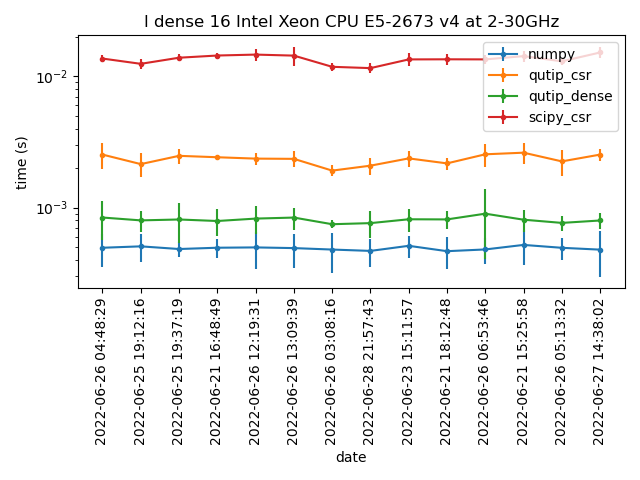 l dense 16 Intel Xeon CPU E5-2673 v4 at 2-30GHz
numpy
qutip_csr
qutip_dense
scipy_csr
time (s)
10⁻²
10⁻³
2022-06-26 04:48:29
2022-06-25 19:12:16
2022-06-25 19:37:19
2022-06-21 16:48:49
2022-06-26 12:19:31
2022-06-26 13:09:39
2022-06-26 03:08:16
2022-06-28 21:57:43
2022-06-23 15:11:57
2022-06-21 18:12:48
2022-06-26 06:53:46
2022-06-21 15:25:58
2022-06-26 05:13:32
2022-06-27 14:38:02
date